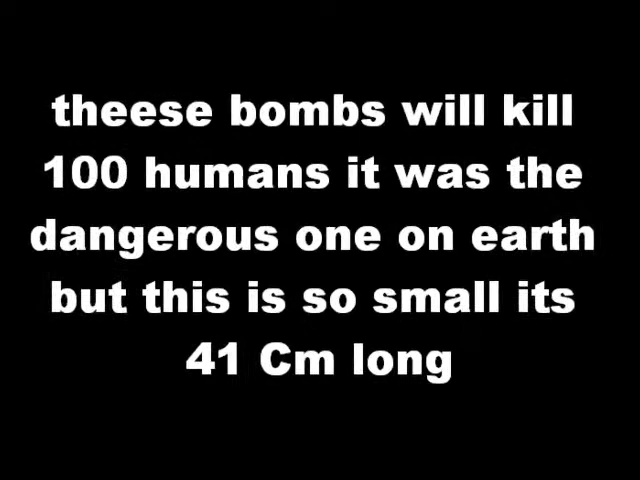 theese bombs will kill
100 humans it was the
dangerous one on earth
but this is so small its
41 Cm long